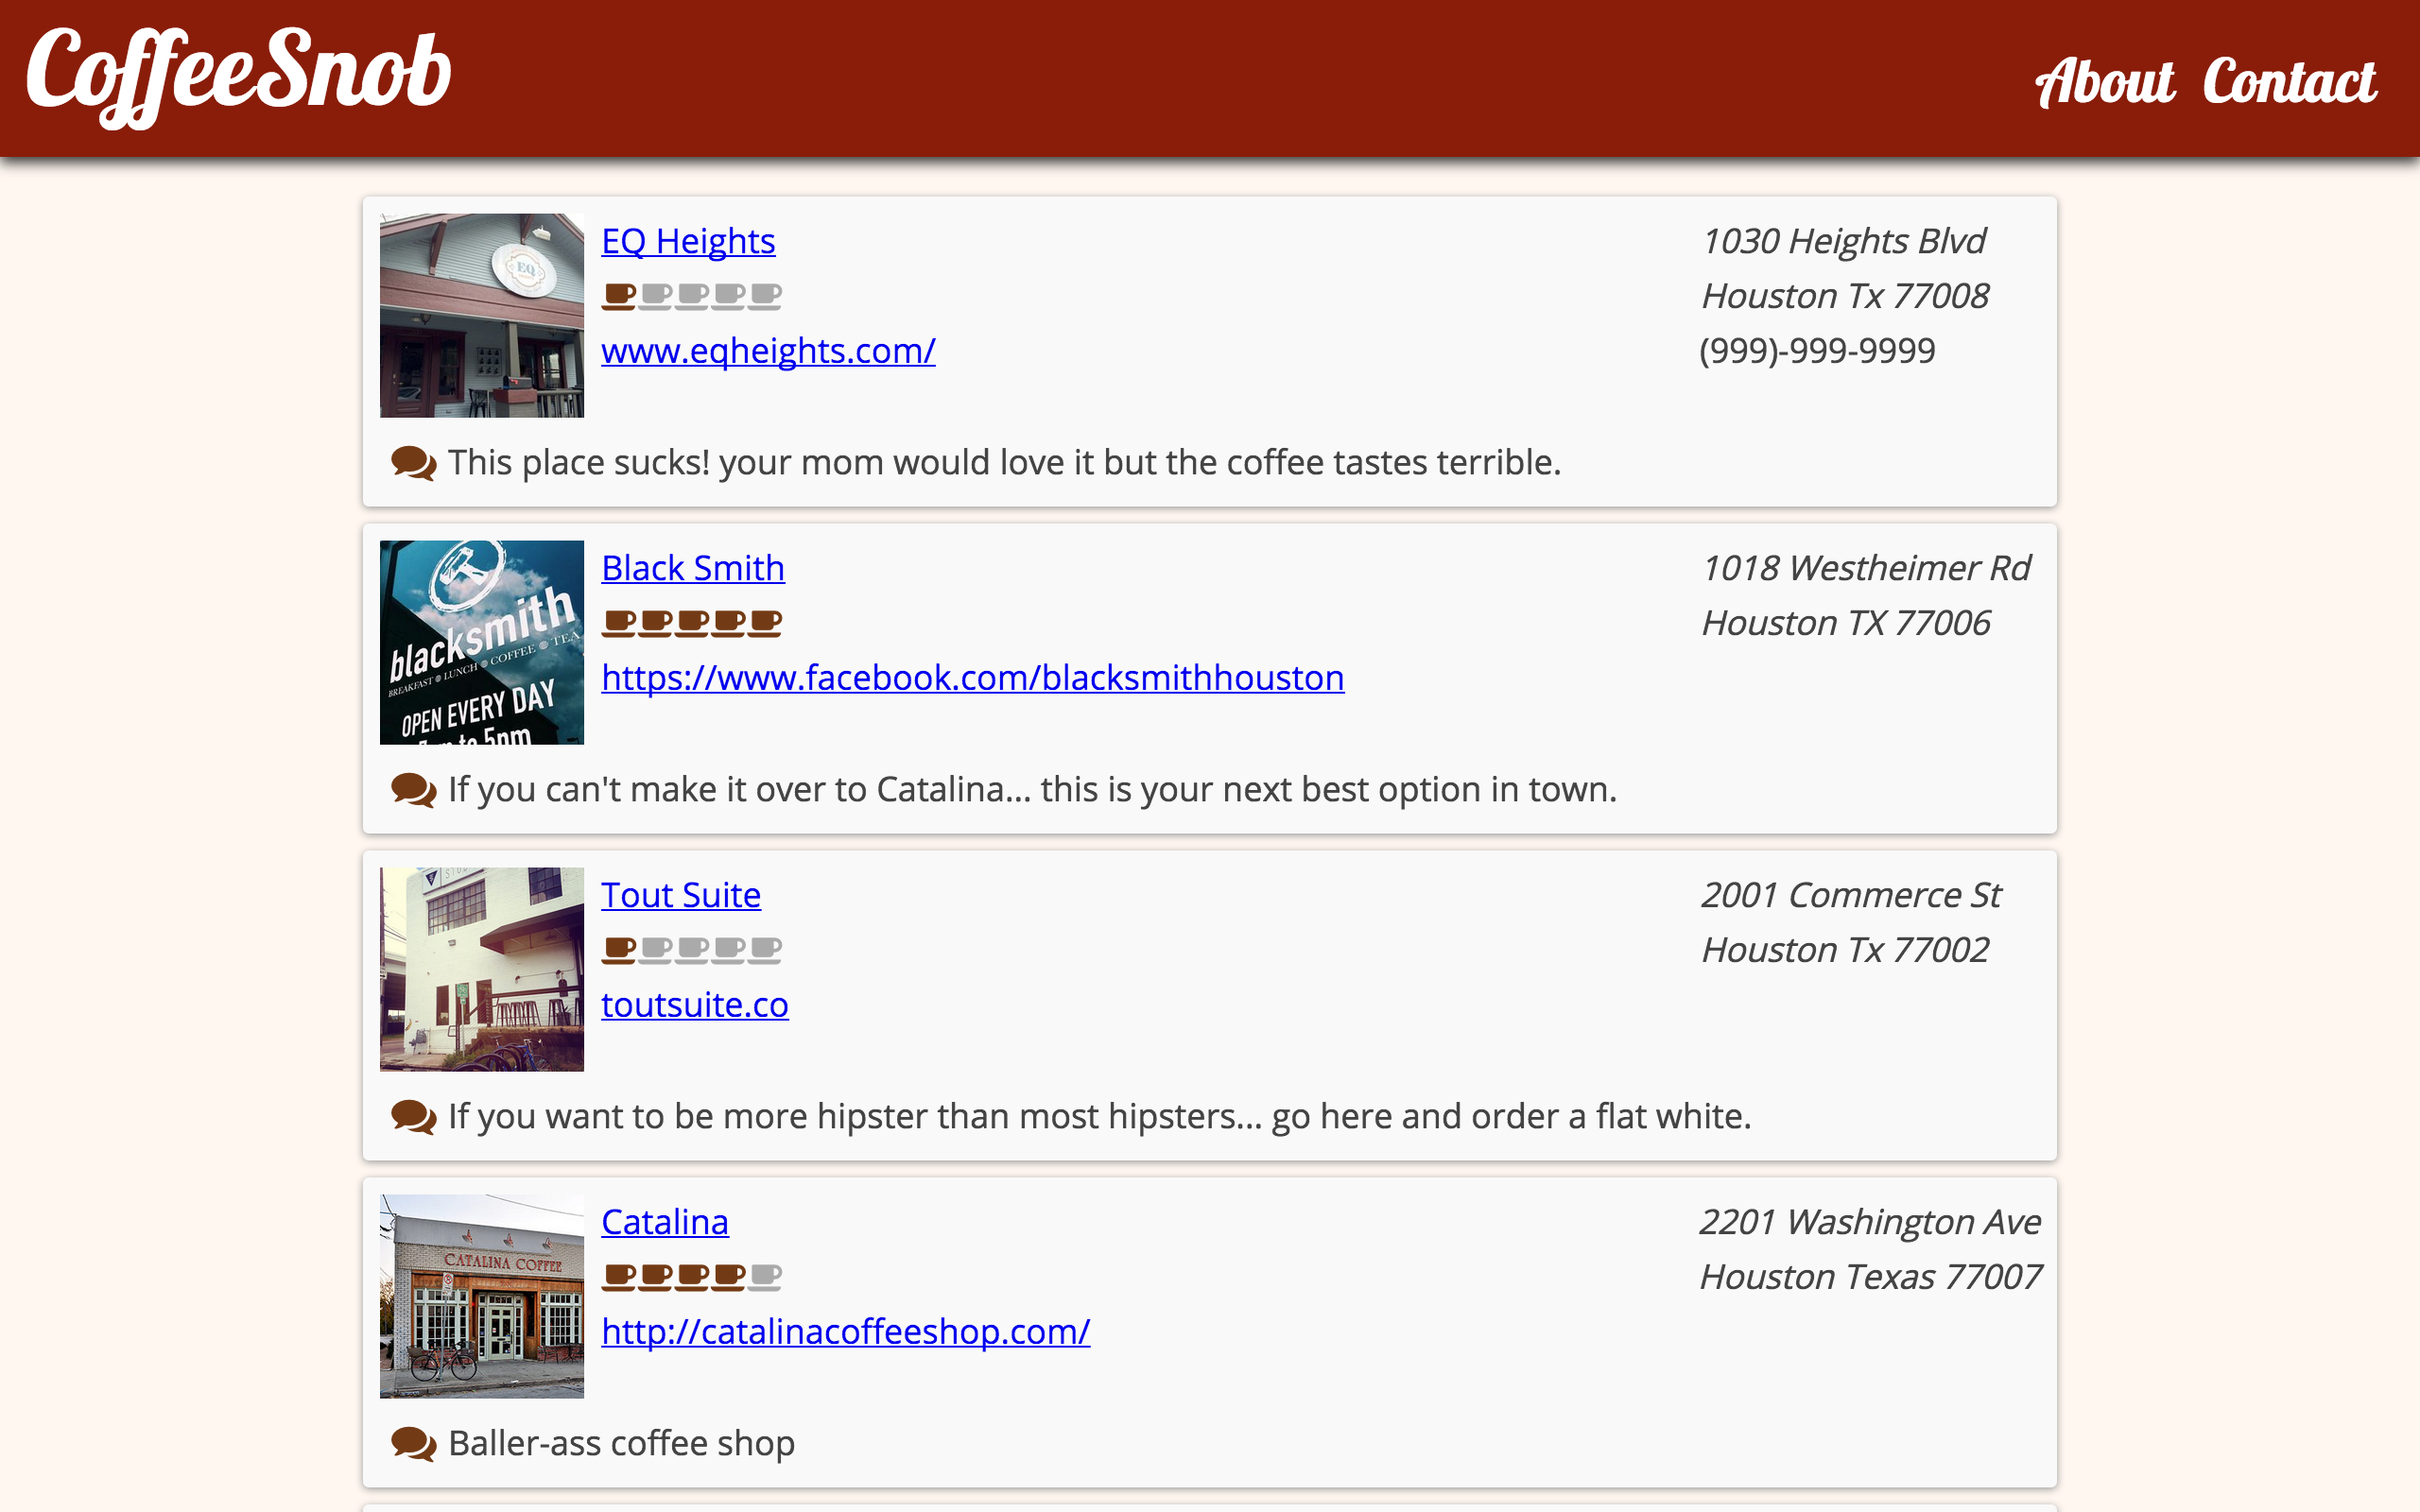 CoffeeSnob
About Contact
EQ
EQ Heights
www.eqheights.com/
1030 Heights Blvd
Houston Tx 77008
(999)-999-9999
This place sucks! your mom would love it but the coffee tastes terrible.
blacksmith
BREAKFAST LUNCH COFFEE TEA
OPEN EVERY DAY
to 5pm
Black Smith
https://www.facebook.com/blacksmithhouston
1018 Westheimer Rd
Houston TX 77006
If you can't make it over to Catalina... this is your next best option in town.
Tout Suite
toutsuite.co
2001 Commerce St
Houston Tx 77002
If you want to be more hipster than most hipsters... go here and order a flat white.
CATALINA COFFEE
Catalina
http://catalinacoffeeshop.com/
2201 Washington Ave
Houston Texas 77007
Baller-ass coffee shop